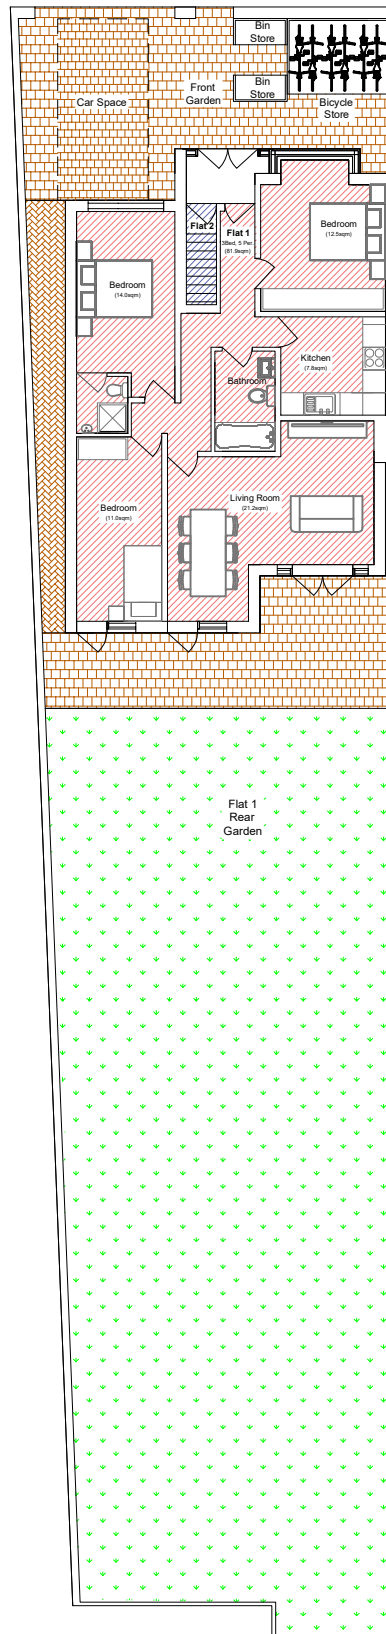 Bin
Store
Bin
Store
Car Space
Front
Garden
Bicycle
Store
Flat 2
Flat 1
3Bed, 5 Per.
(81.9sqm)
Bedroom
(12.5sqm)
Bedroom
(14.0sqm)
Kitchen
(7.8sqm)
Bathroom
Living Room
(21.2sqm)
Bedroom
(11.0sqm)
Flat 1
Rear
Garden